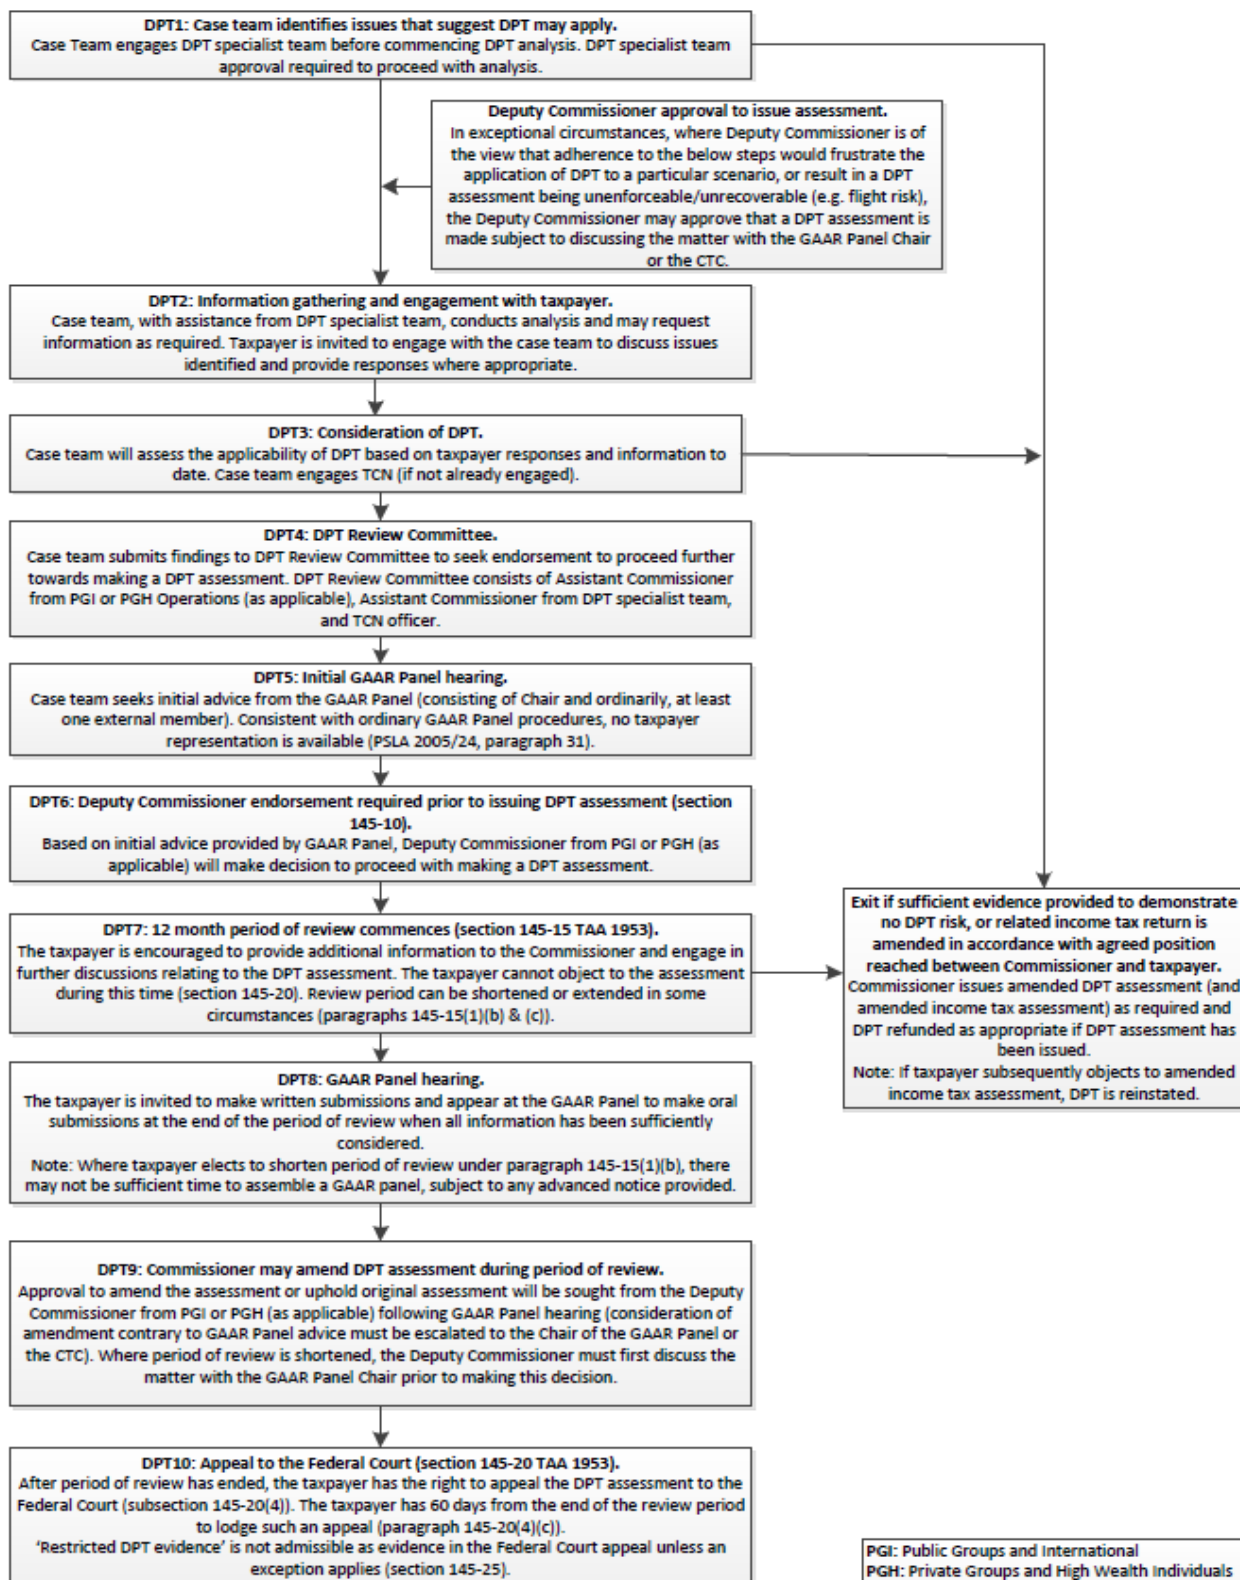 DPT1: Case team identifies issues that suggest DPT may apply.
Case Team engages DPT specialist team before commencing DPT analysis. DPT specialist team
approval required to proceed with analysis.
Deputy Commissioner approval to issue assessment.
In exceptional circumstances, where Deputy Commissioner is of
the view that adherence to the below steps would frustrate the
application of DPT to a particular scenario, or result in a DPT
assessment being unenforceable/unrecoverable (e.g. flight risk),
the Deputy Commissioner may approve that a DPT assessment is
made subject to discussing the matter with the GAAR Panel Chair
or the CTC.
DPT2: Information gathering and engagement with taxpayer.
Case team, with assistance from DPT specialist team, conducts analysis and may request
information as required. Taxpayer is invited to engage with the case team to discuss issues
identified and provide responses where appropriate.
DPT3: Consideration of DPT.
Case team will assess the applicability of DPT based on taxpayer responses and information to
date. Case team engages TCN (if not already engaged).
DPT4: DPT Review Committee.
Case team submits findings to DPT Review Committee to seek endorsement to proceed further
towards making a DPT assessment. DPT Review Committee consists of Assistant Commissioner
from PGI or PGH Operations (as applicable), Assistant Commissioner from DPT specialist team,
and TCN officer.
DPT5: Initial GAAR Panel hearing.
Case team seeks initial advice from the GAAR Panel (consisting of Chair and ordinarily, at least
one external member). Consistent with ordinary GAAR Panel procedures, no taxpayer
representation is available (PSLA 2005/24, paragraph 31).
DPT6: Deputy Commissioner endorsement required prior to issuing DPT assessment (section
145-10).
Based on initial advice provided by GAAR Panel, Deputy Commissioner from PGI or PGH (as
applicable) will make decision to proceed with making a DPT assessment.
DPT7: 12 month period of review commences (section 145-15 TAA 1953).
The taxpayer is encouraged to provide additional information to the Commissioner and engage in
further discussions relating to the DPT assessment. The taxpayer cannot object to the assessment
during this time (section 145-20). Review period can be shortened or extended in some
circumstances (paragraphs 145-15(1)(b) & (c)).
Exit if sufficient evidence provided to demonstrate
no DPT risk, or related income tax return is
amended in accordance with agreed position
reached between Commissioner and taxpayer.
Commissioner issues amended DPT assessment (and
amended income tax assessment) as required and
DPT refunded as appropriate if DPT assessment has
been issued.
Note: If taxpayer subsequently objects to amended
income tax assessment, DPT is reinstated.
DPT8: GAAR Panel hearing.
The taxpayer is invited to make written submissions and appear at the GAAR Panel to make oral
submissions at the end of the period of review when all information has been sufficiently
considered.
Note: Where taxpayer elects to shorten period of review under paragraph 145-15(1)(b), there
may not be sufficient time to assemble a GAAR panel, subject to any advanced notice provided.
DPT9: Commissioner may amend DPT assessment during period of review.
Approval to amend the assessment or uphold original assessment will be sought from the Deputy
Commissioner from PGI or PGH (as applicable) following GAAR Panel hearing (consideration of
amendment contrary to GAAR Panel advice must be escalated to the Chair of the GAAR Panel or
the CTC). Where period of review is shortened, the Deputy Commissioner must first discuss the
matter with the GAAR Panel Chair prior to making this decision.
DPT10: Appeal to the Federal Court (section 145-20 TAA 1953).
After period of review has ended, the taxpayer has the right to appeal the DPT assessment to the
Federal Court (subsection 145-20(4)). The taxpayer has 60 days from the end of the review period
to lodge such an appeal (paragraph 145-20(4)(c)).
'Restricted DPT evidence' is not admissible as evidence in the Federal Court appeal unless an
exception applies (section 145-25).
PGI: Public Groups and International
PGH: Private Groups and High Wealth Individuals